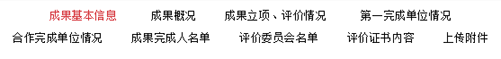 成果基本信息 成果概况 成果立项、评价情况 第一完成单位情况
合作完成单位情况 成果完成人名单 评价委员会名单 评价证书内容 上传附件